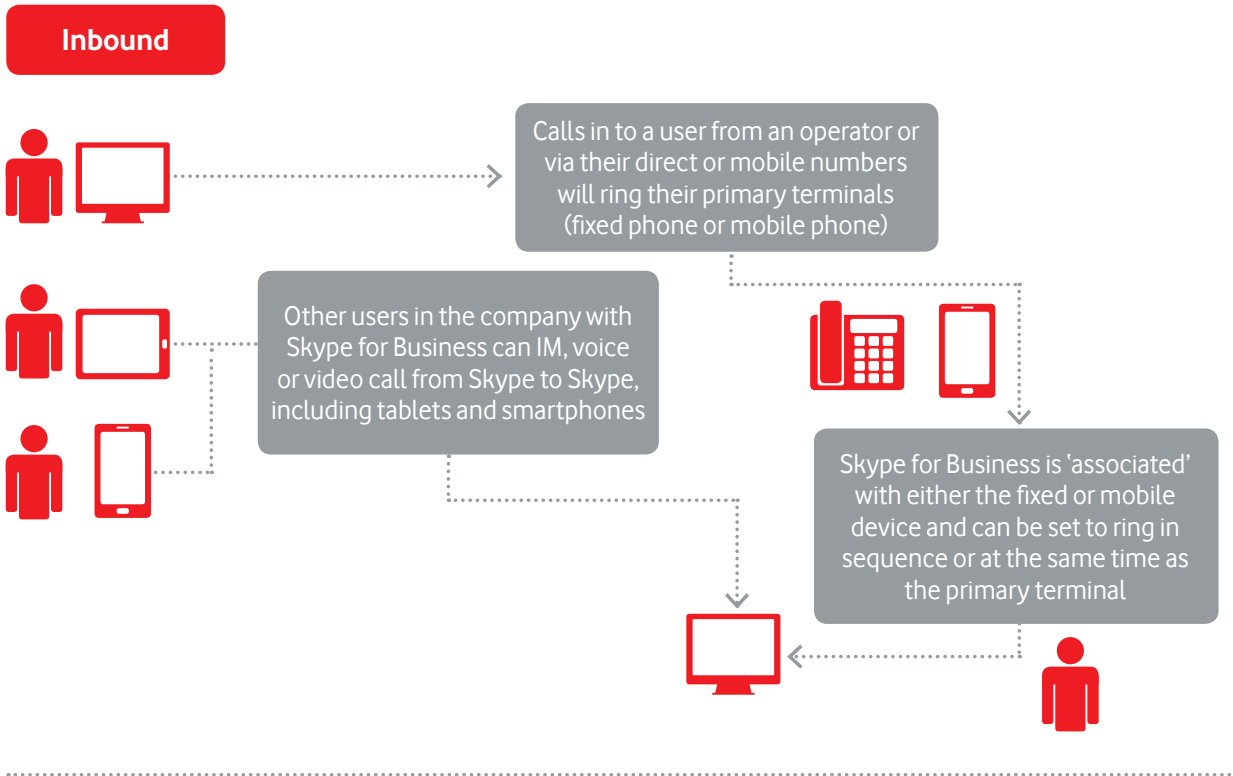 Inbound
Calls in to a user from an operator or
via their direct or mobile numbers
will ring their primary terminals
(fixed phone or mobile phone)
Other users in the company with
Skype for Business can IM, voice
or video call from Skype to Skype,
including tablets and smartphones
Skype for Business is ‘associated’
with either the fixed or mobile
device and can be set to ring in
sequence or at the same time as
the primary terminal